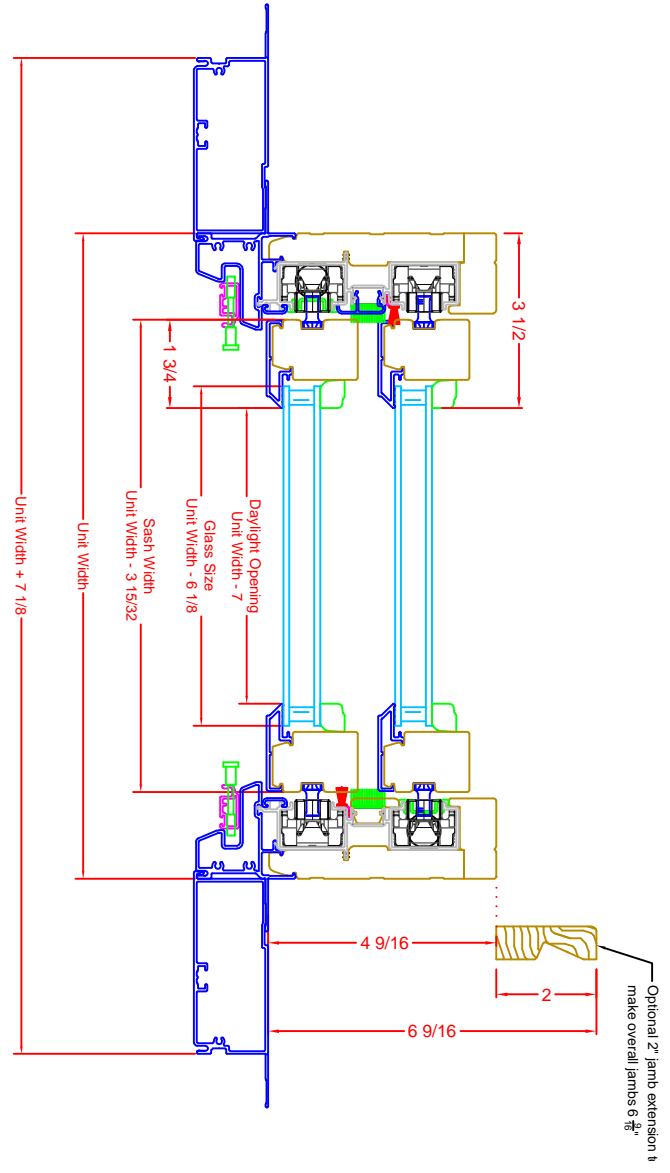 Optional 2" jamb extension t
make overall jambs 6 9/16"
3 1/2
1 3/4
Daylight Opening
Unit Width - 7
Glass Size
Unit Width - 6 1/8
Sash Width
Unit Width - 3 15/32
Unit Width
Unit Width + 7 1/8
4 9/16
2
6 9/16